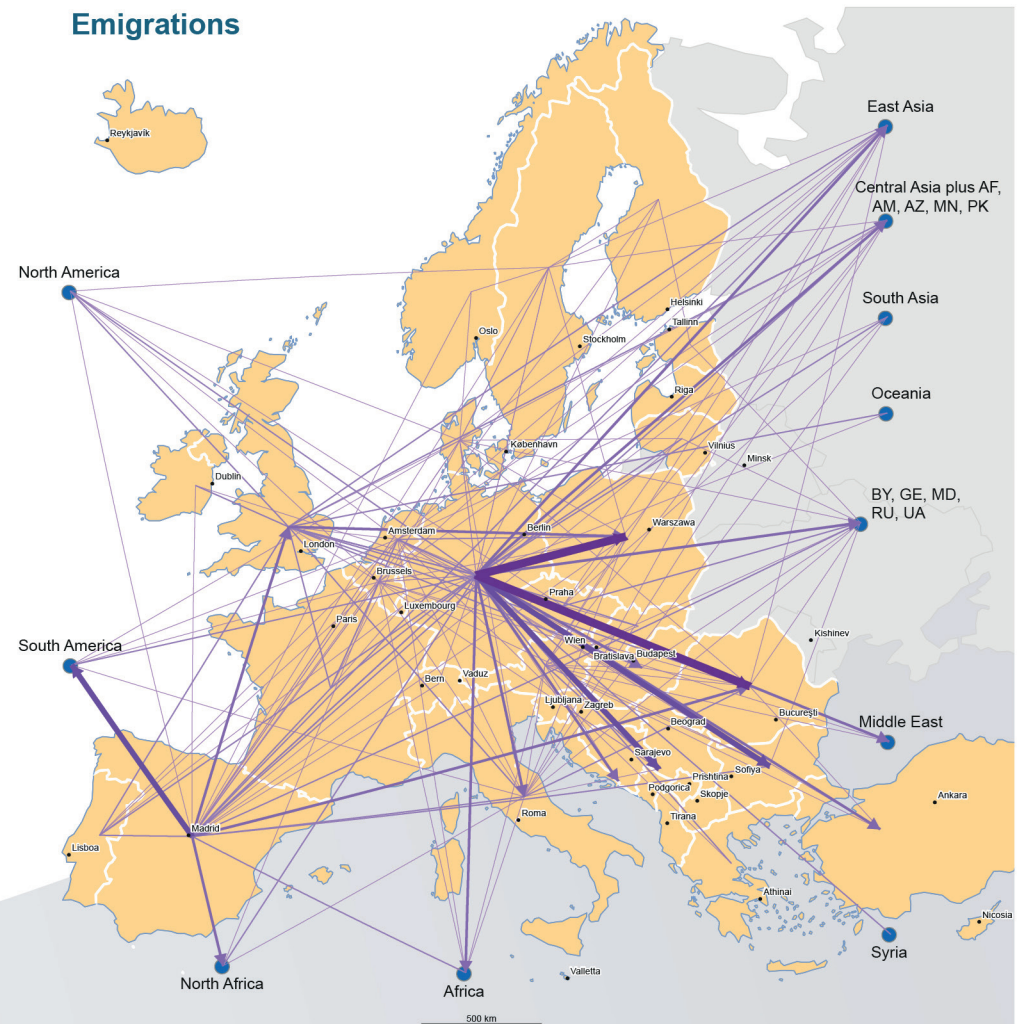 Emigrations
East Asia
Reykjavík
Central Asia plus AF,
AM, AZ, MN, PK
North America
South Asia
Helsinki
Tallinn
Oslo
Stockholm
Riga
Oceania
København
Vilnius
Minsk
Dublin
BY, GE, MD,
RU, UA
Amsterdam
Berlin
Warszawa
London
Brussels
Praha
Luxembourg
Paris
Kishinev
Wien
Bratislava
Budapest
South America
Bern
Vaduz
Ljubljana
Zagreb
Bucureşti
Beograd
Middle East
Sarajevo
Sofiya
Prishtina
Podgorica
Skopje
Ankara
Roma
Tirana
Madrid
Lisboa
Athinai
Nicosia
Syria
Valletta
North Africa
Africa
500 km